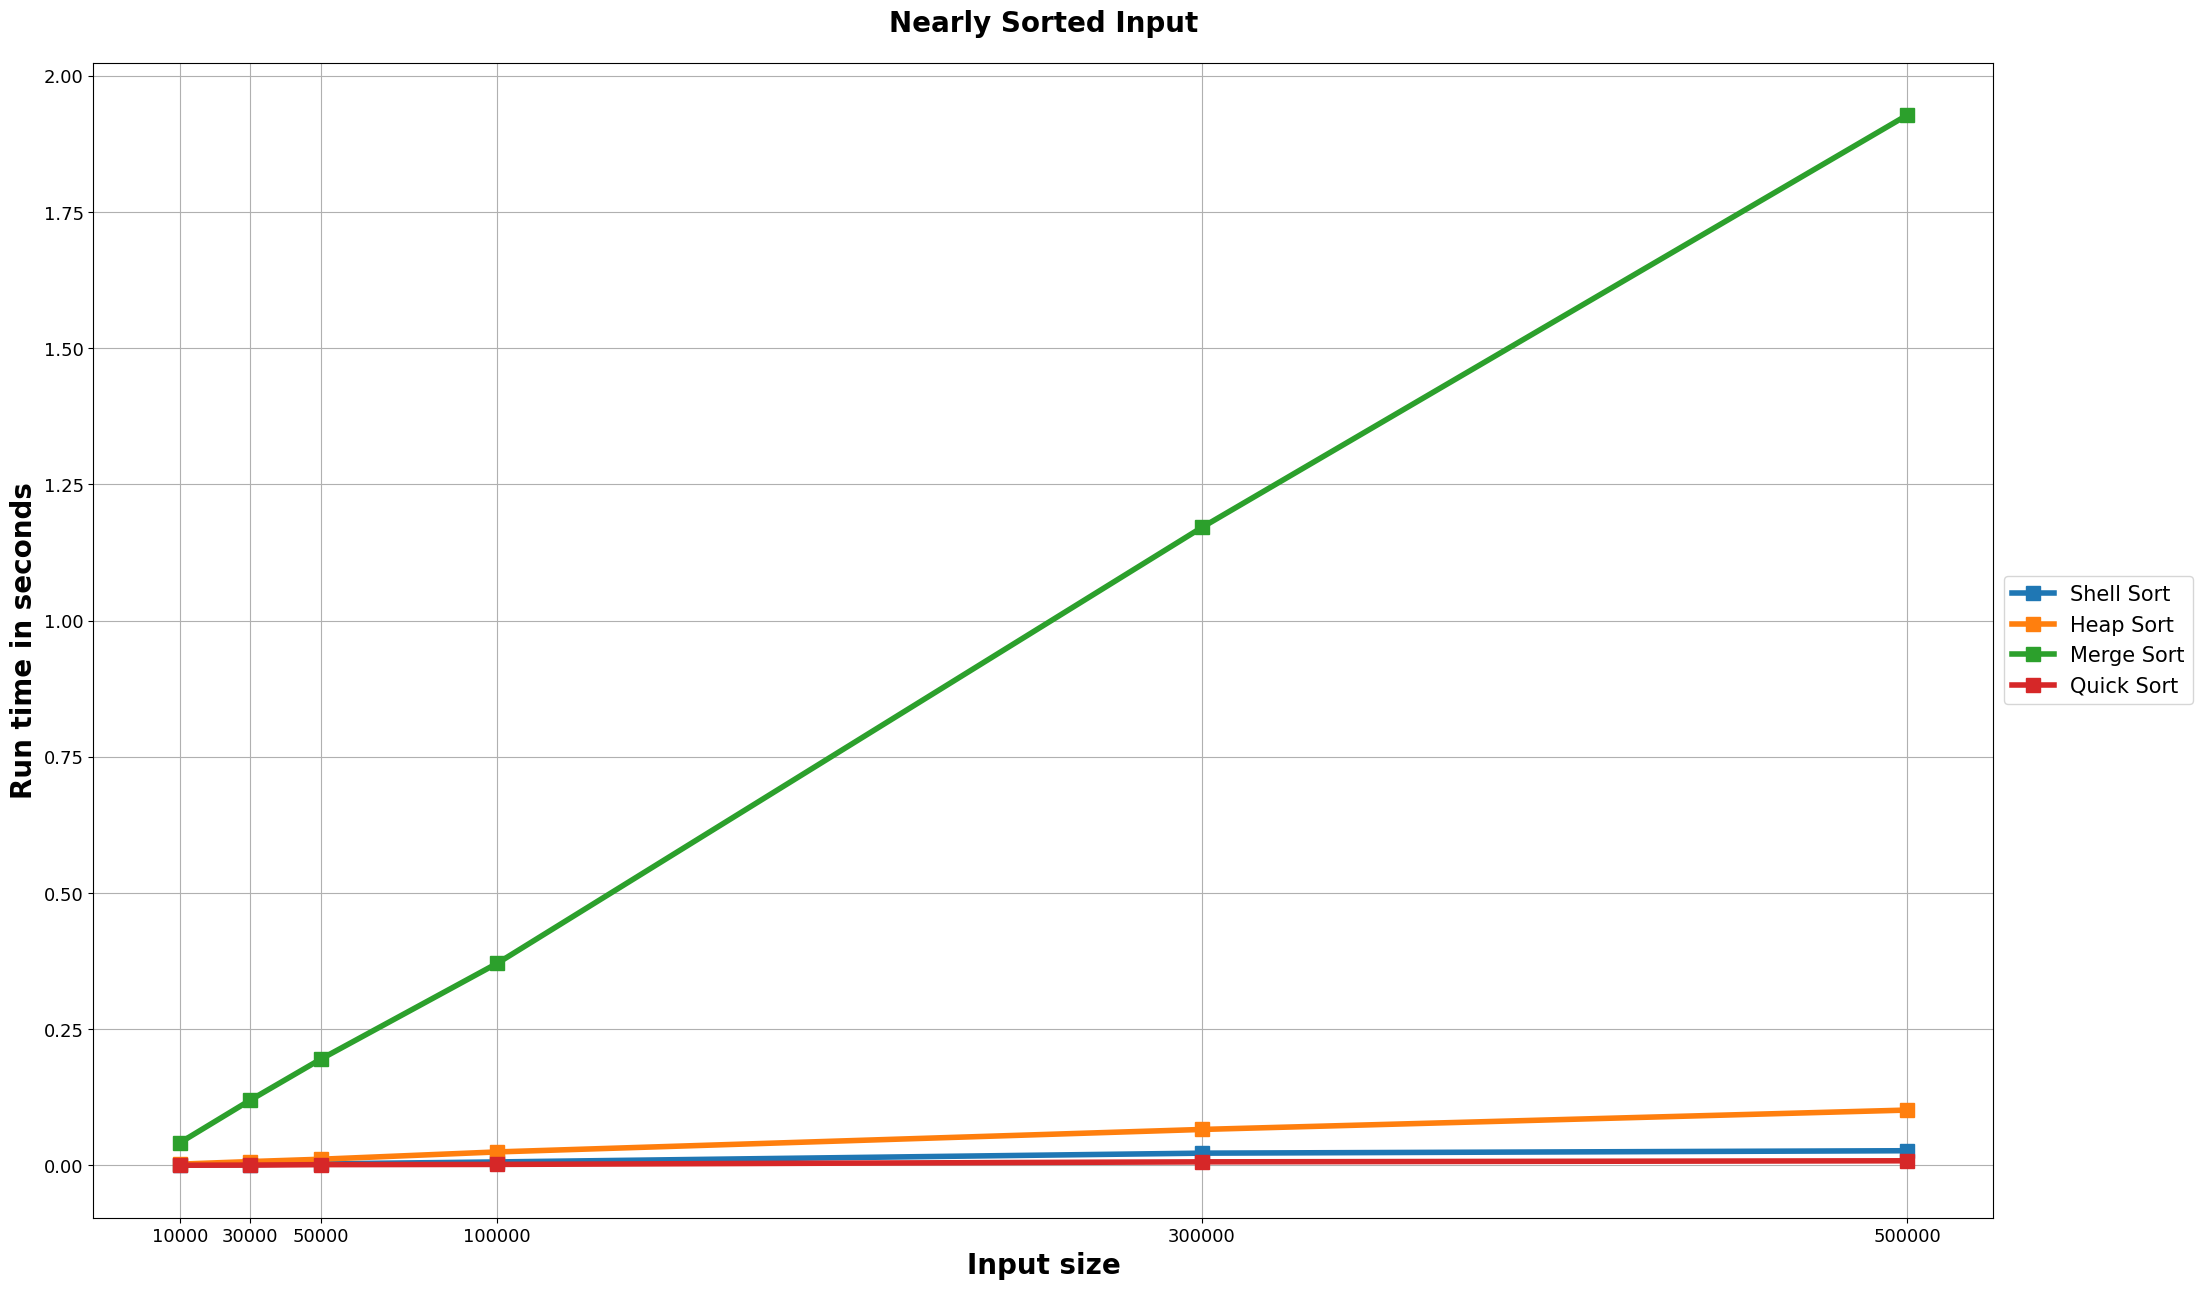 Nearly Sorted Input
2.00
1.75
1.50
1.25
1.00
0.75
0.50
0.25
0.00
Run time in seconds
10000 30000 50000 100000 300000 500000
Input size
Shell Sort
Heap Sort
Merge Sort
Quick Sort